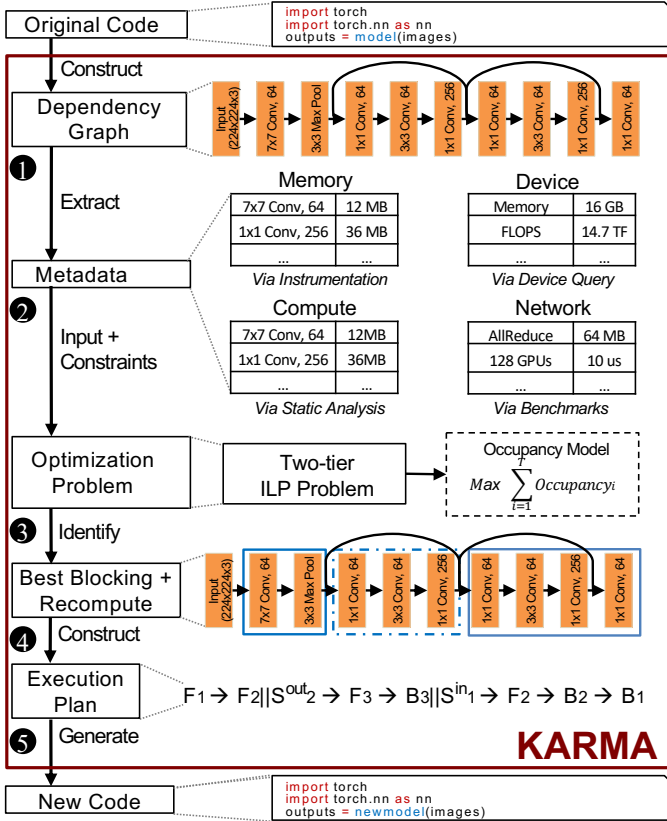 Original Code
import torch
import torch.nn as nn
outputs = model(images)
Construct
Dependency
Graph
Input
(224x224x3)
7x7 Conv, 64
3x3 Max Pool
1x1 Conv, 64
3x3 Conv, 64
1x1 Conv, 256
1x1 Conv, 64
3x3 Conv, 64
1x1 Conv, 256
1x1 Conv, 64
1
Extract
Memory
7x7 Conv, 64 12 MB
1x1 Conv, 256 36 MB
... ...
Via Instrumentation
Device
Memory 16 GB
FLOPS 14.7 TF
... ...
Via Device Query
Metadata
2
Input +
Constraints
Compute
7x7 Conv, 64 12MB
1x1 Conv, 256 36MB
... ...
Via Static Analysis
Network
AllReduce 64 MB
128 GPUs 10 us
... ...
Via Benchmarks
Optimization
Problem
Two-tier
ILP Problem
Occupancy Model
Max ∑ᵢ₌₁ᵀ Occupancyᵢ
3
Identify
Best Blocking +
Recompute
Input
(224x224x3)
7x7 Conv, 64
3x3 Max Pool
1x1 Conv, 64
3x3 Conv, 64
1x1 Conv, 256
1x1 Conv, 64
3x3 Conv, 64
1x1 Conv, 256
1x1 Conv, 64
4
Construct
Execution
Plan
F1 → F2||S^out2 → F3 → B3||S^in1 → F2 → B2 → B1
5
Generate
KARMA
New Code
import torch
import torch.nn as nn
outputs = newmodel(images)